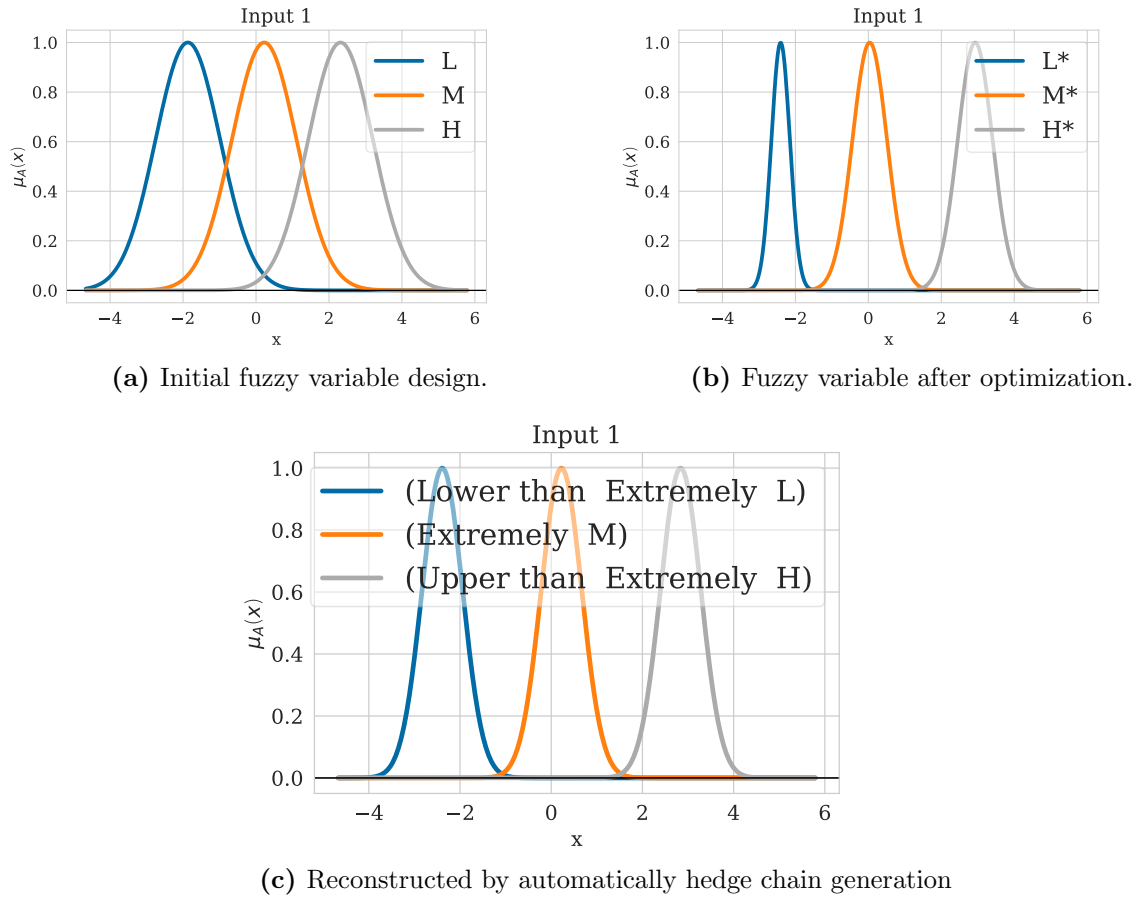 Input 1
1.0
0.8
0.6
0.4
0.2
0.0
μA(x)
L
M
H
−4 −2 0 2 4 6
x
(a) Initial fuzzy variable design.
Input 1
1.0
0.8
0.6
0.4
0.2
0.0
μA(x)
L*
M*
H*
−4 −2 0 2 4 6
x
(b) Fuzzy variable after optimization.
Input 1
1.0
0.8
0.6
0.4
0.2
0.0
μA(x)
(Lower than Extremely L)
(Extremely M)
(Upper than Extremely H)
−4 −2 0 2 4 6
x
(c) Reconstructed by automatically hedge chain generation